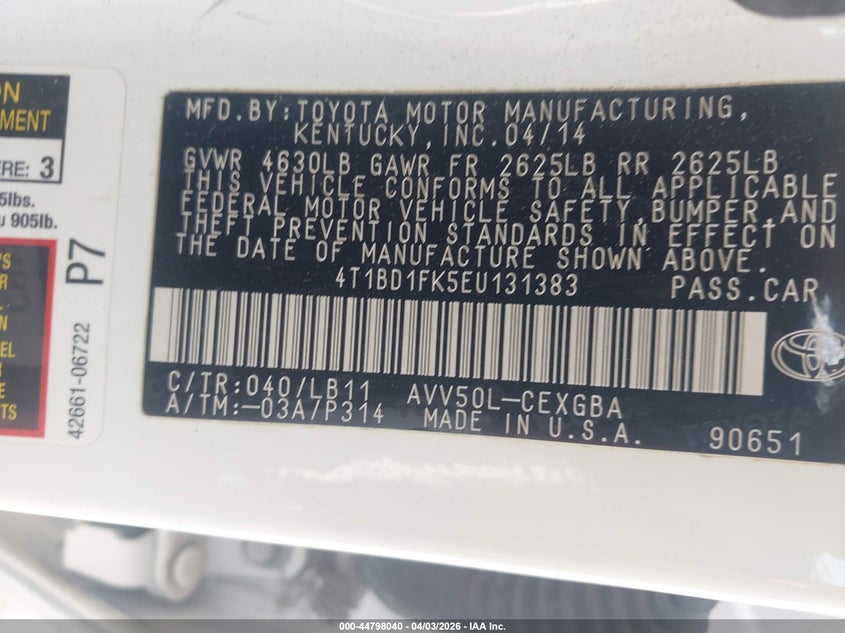 ON
MENT
ERE: 3
5lbs.
905lb.
'S
R
N
EL
R
TS
42661-06722 P7
MFD.BY:TOYOTA MOTOR MANUFACTURING,
KENTUCKY,INC.04/14
GVWR 4630LB GAWR FR 2625LB RR 2625LB
THIS VEHICLE CONFORMS TO ALL APPLICABLE
FEDERAL MOTOR VEHICLE SAFETY,BUMPER,AND
THEFT PREVENTION STANDARDS IN EFFECT ON
THE DATE OF MANUFACTURE SHOWN ABOVE.
4T1BD1FK5EU131383 PASS.CAR
C/TR:040/LB11 AVV50L-CEXGBA
A/TM:-03A/P314 MADE IN U.S.A. 90651
000-44798040 - 04/03/2026 - IAA Inc.